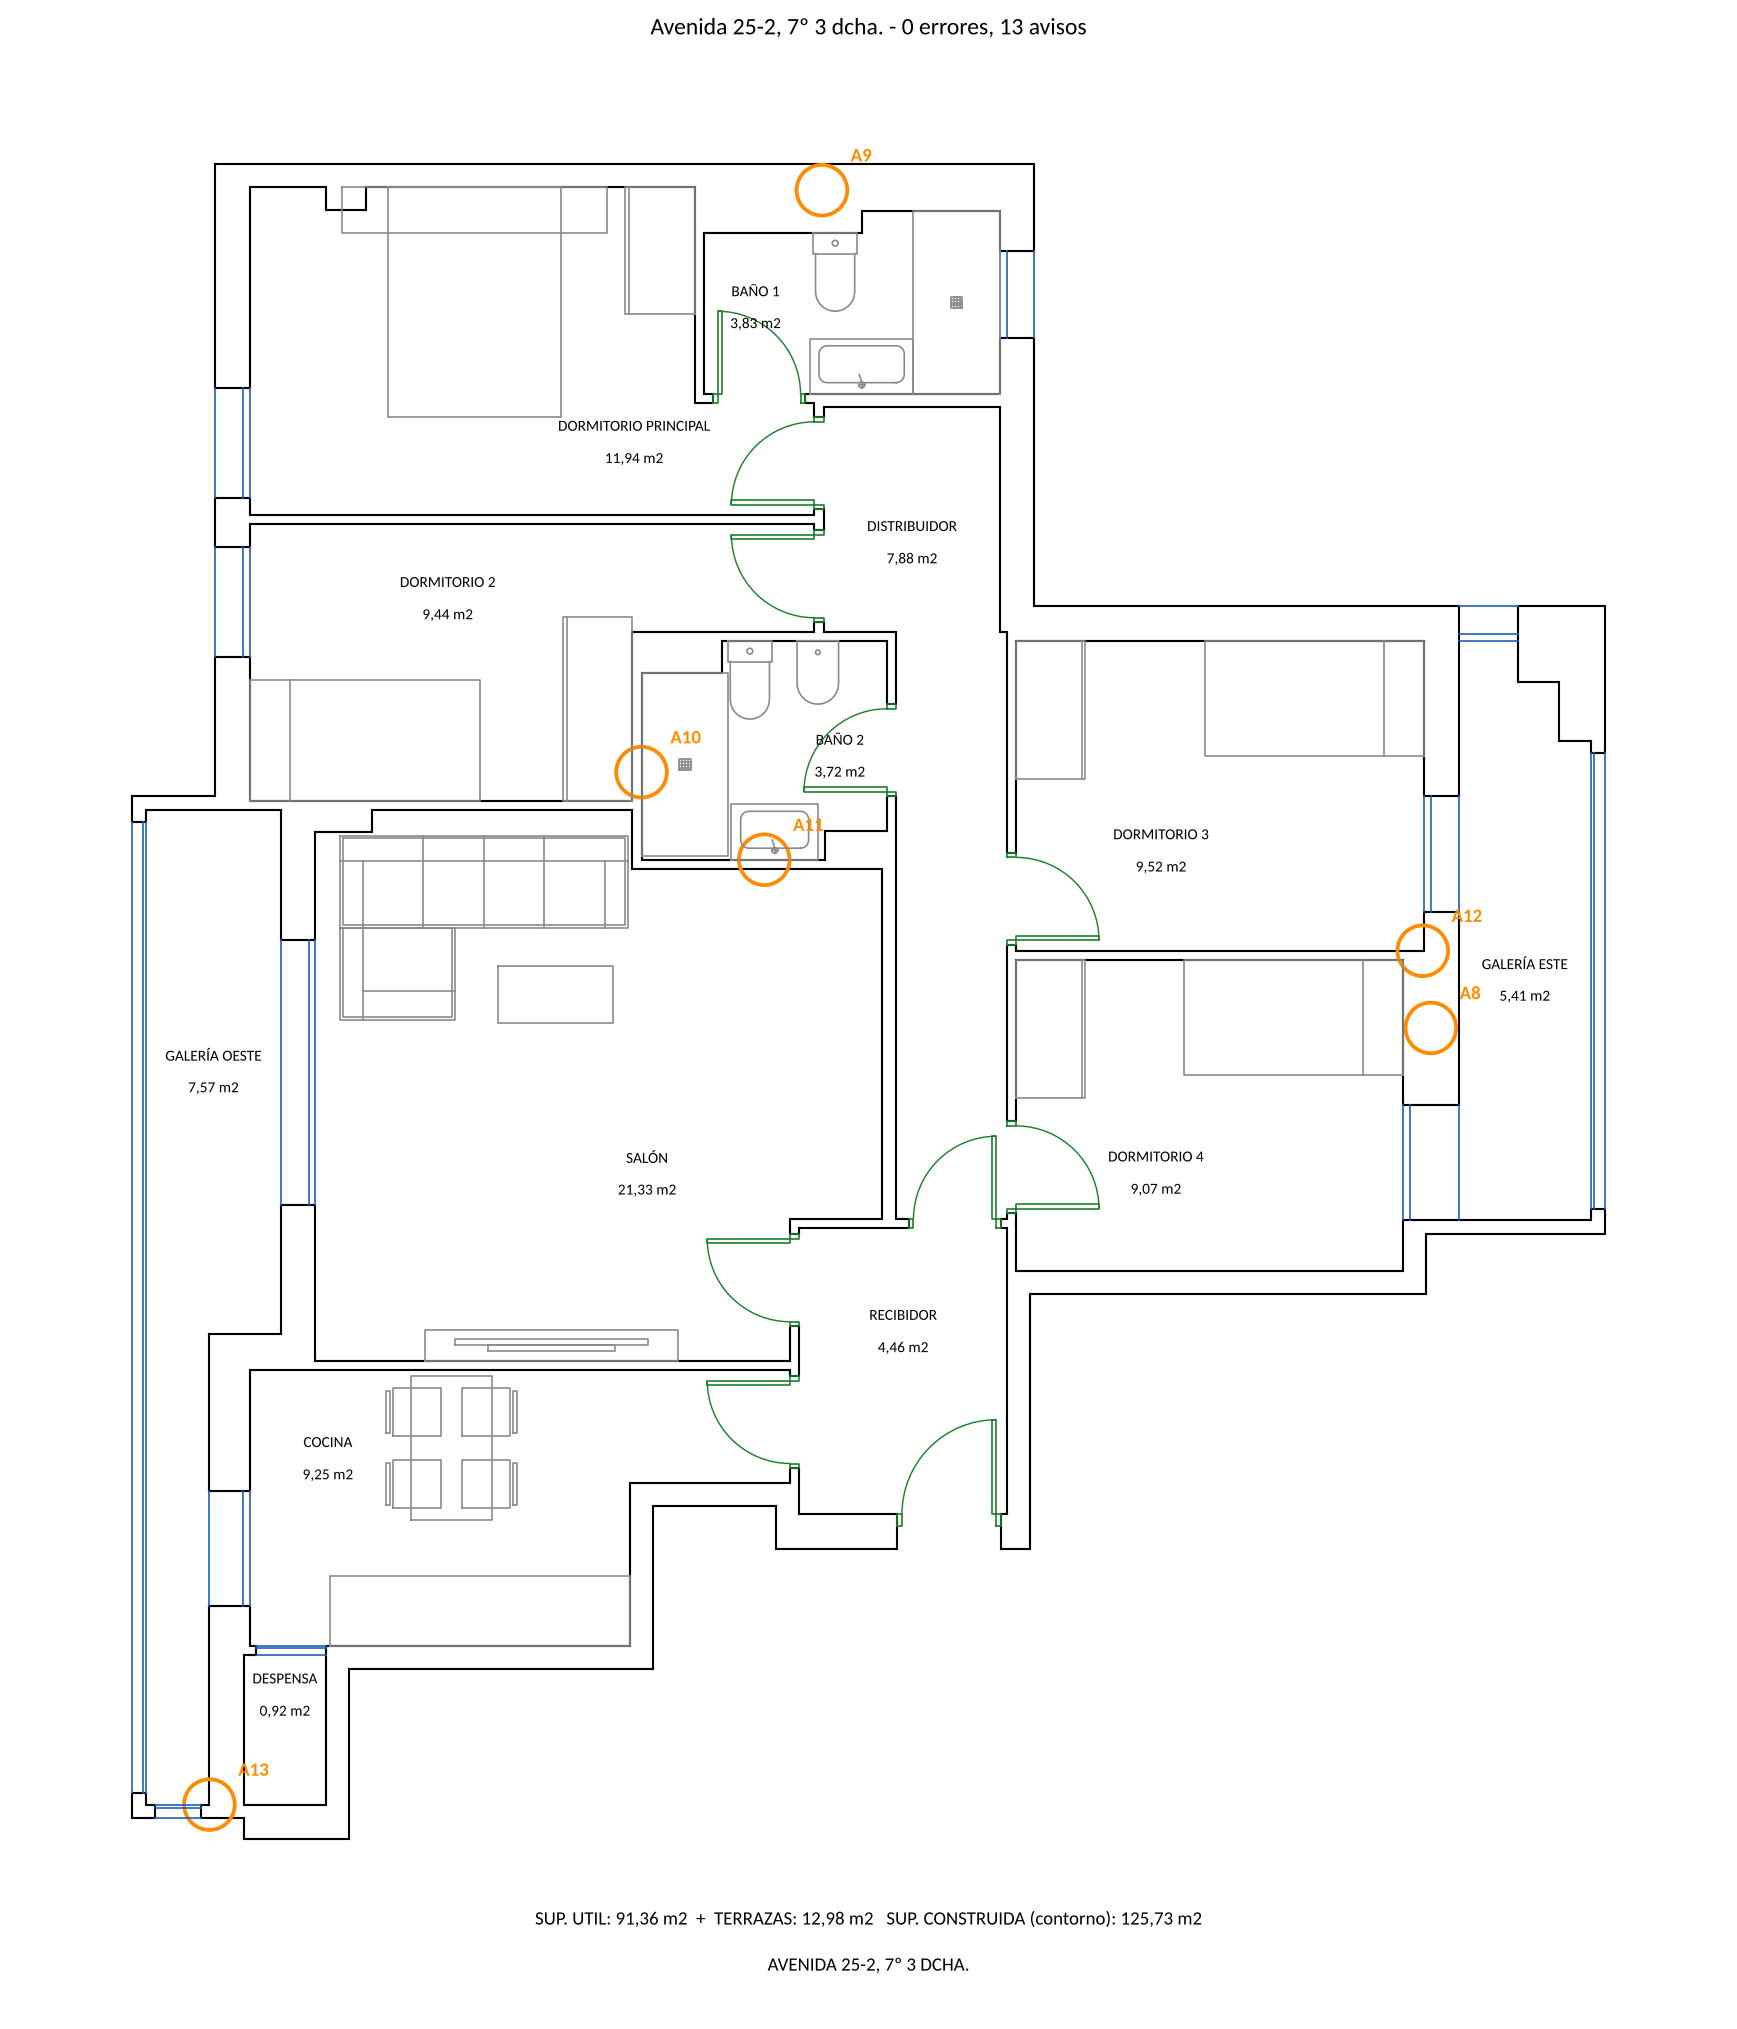 Avenida 25-2, 7º 3 dcha. - 0 errores, 13 avisos
A9
BAÑO 1
3,83 m2
DORMITORIO PRINCIPAL
11,94 m2
DISTRIBUIDOR
7,88 m2
DORMITORIO 2
9,44 m2
A10
BAÑO 2
3,72 m2
A11
DORMITORIO 3
9,52 m2
A12
GALERÍA ESTE
5,41 m2
A8
GALERÍA OESTE
7,57 m2
SALÓN
21,33 m2
DORMITORIO 4
9,07 m2
RECIBIDOR
4,46 m2
COCINA
9,25 m2
DESPENSA
0,92 m2
A13
SUP. UTIL: 91,36 m2 + TERRAZAS: 12,98 m2 SUP. CONSTRUIDA (contorno): 125,73 m2
AVENIDA 25-2, 7º 3 DCHA.